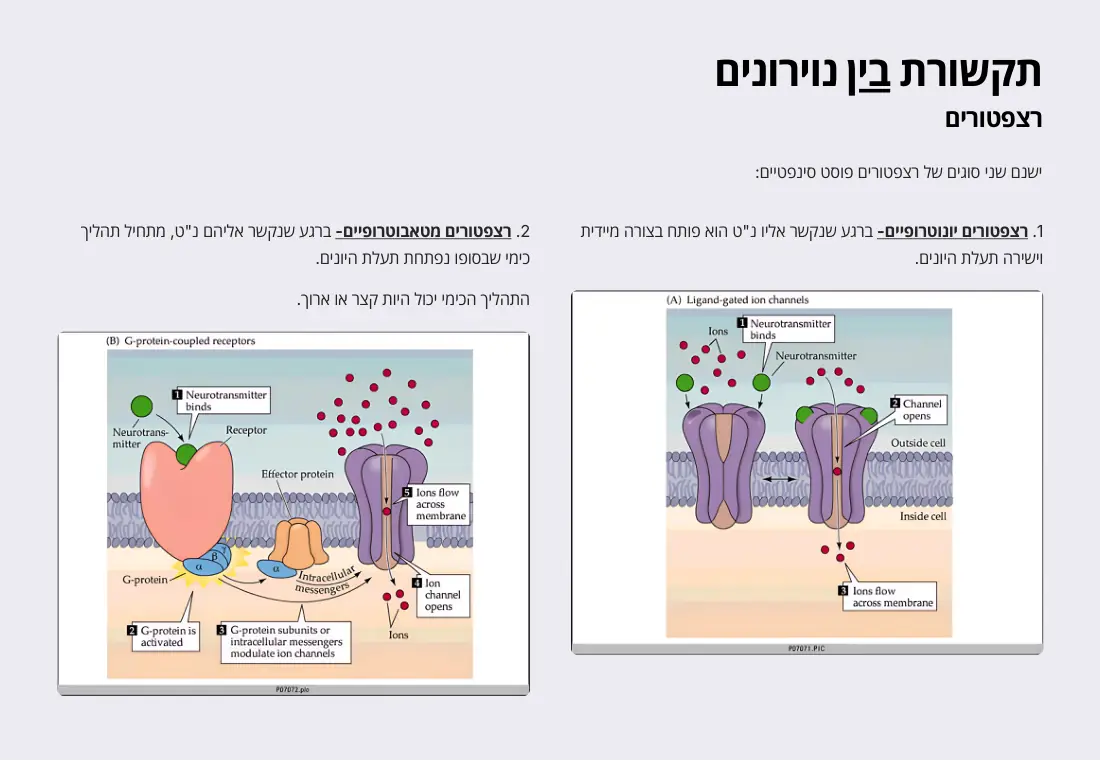 תקשורת בין נוירונים
רצפטורים
ישנם שני סוגים של רצפטורים פוסט סינפטיים:
1. רצפטורים יונוטרופיים- ברגע שנקשר אליו נ"ט הוא פותח בצורה מיידית
וישירה תעלת היונים.
(A) Ligand-gated ion channels
Ions
1 Neurotransmitter
binds
Neurotransmitter
2 Channel
opens
Outside cell
Inside cell
3 Ions flow
across membrane
P07071.PIC
2. רצפטורים מטאבוטרופיים- ברגע שנקשר אליהם נ"ט, מתחיל תהליך
כימי שבסופו נפתחת תעלת היונים.
התהליך הכימי יכול היות קצר או ארוך.
(B) G-protein-coupled receptors
1 Neurotransmitter
binds
Neurotrans-
mitter
Receptor
Effector protein
5 Ions flow
across
membrane
γ
β
α
α
G-protein
Intracellular
messengers
4 Ion
channel
opens
2 G-protein is
activated
3 G-protein subunits or
intracellular messengers
modulate ion channels
Ions
P07072.pic